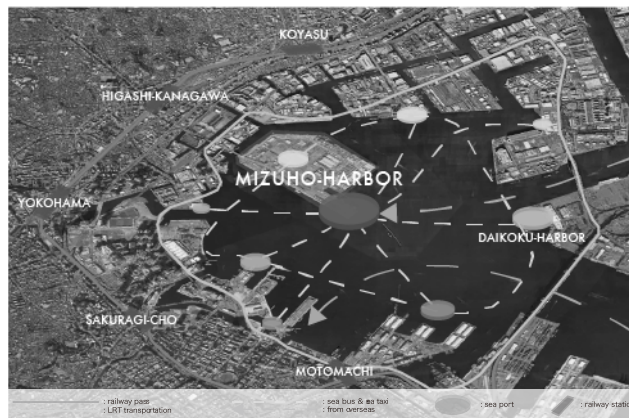 KOYASU
HIGASHI-KANAGAWA
MIZUHO-HARBOR
YOKOHAMA
DAIKOKU-HARBOR
SAKURAGI-CHO
MOTOMACHI
: railway pass
: LRT transportation
: sea bus & sea taxi
: from overseas
: sea port
: railway statio